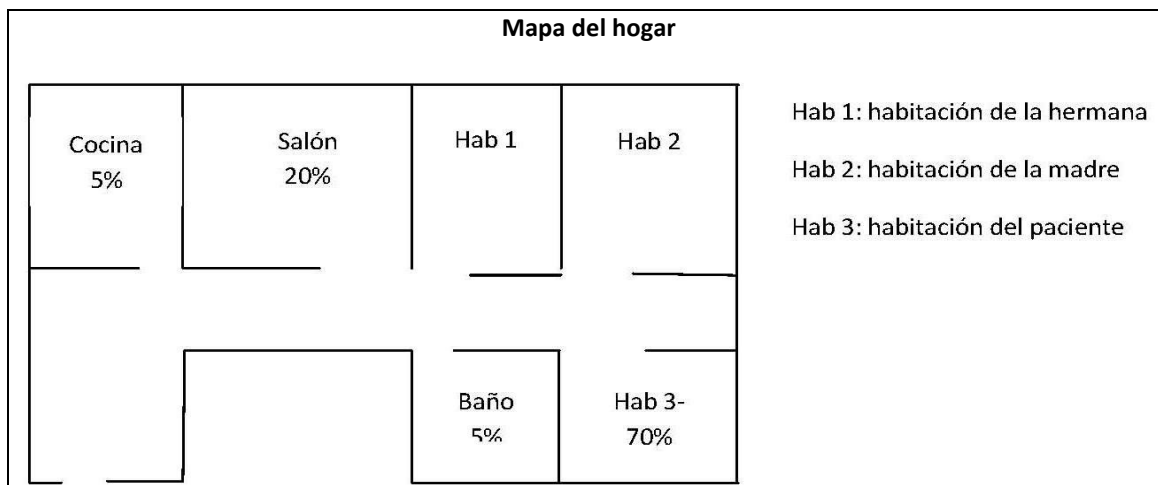 Mapa del hogar
Cocina
5%
Salón
20%
Hab 1
Hab 2
Hab 1: habitación de la hermana
Hab 2: habitación de la madre
Hab 3: habitación del paciente
Baño
5%
Hab 3-
70%